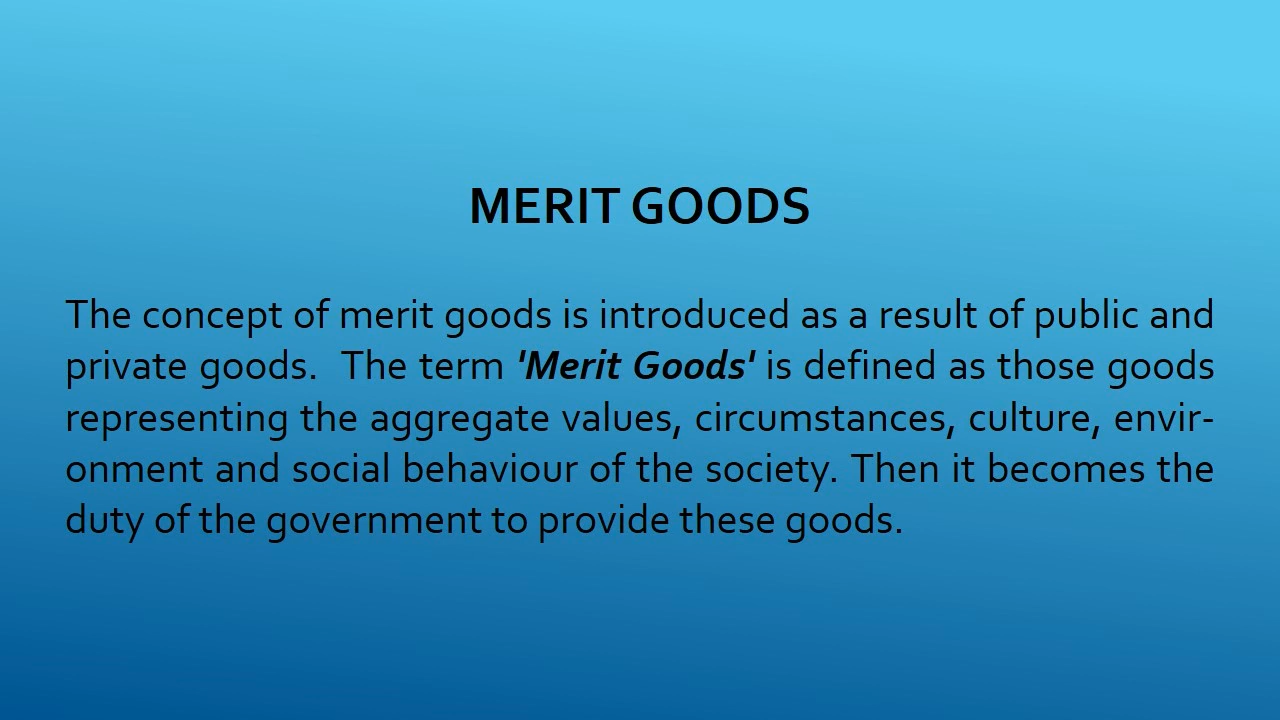 MERIT GOODS
The concept of merit goods is introduced as a result of public and
private goods.  The term 'Merit Goods' is defined as those goods
representing the aggregate values, circumstances, culture, envir-
onment and social behaviour of the society. Then it becomes the
duty of the government to provide these goods.